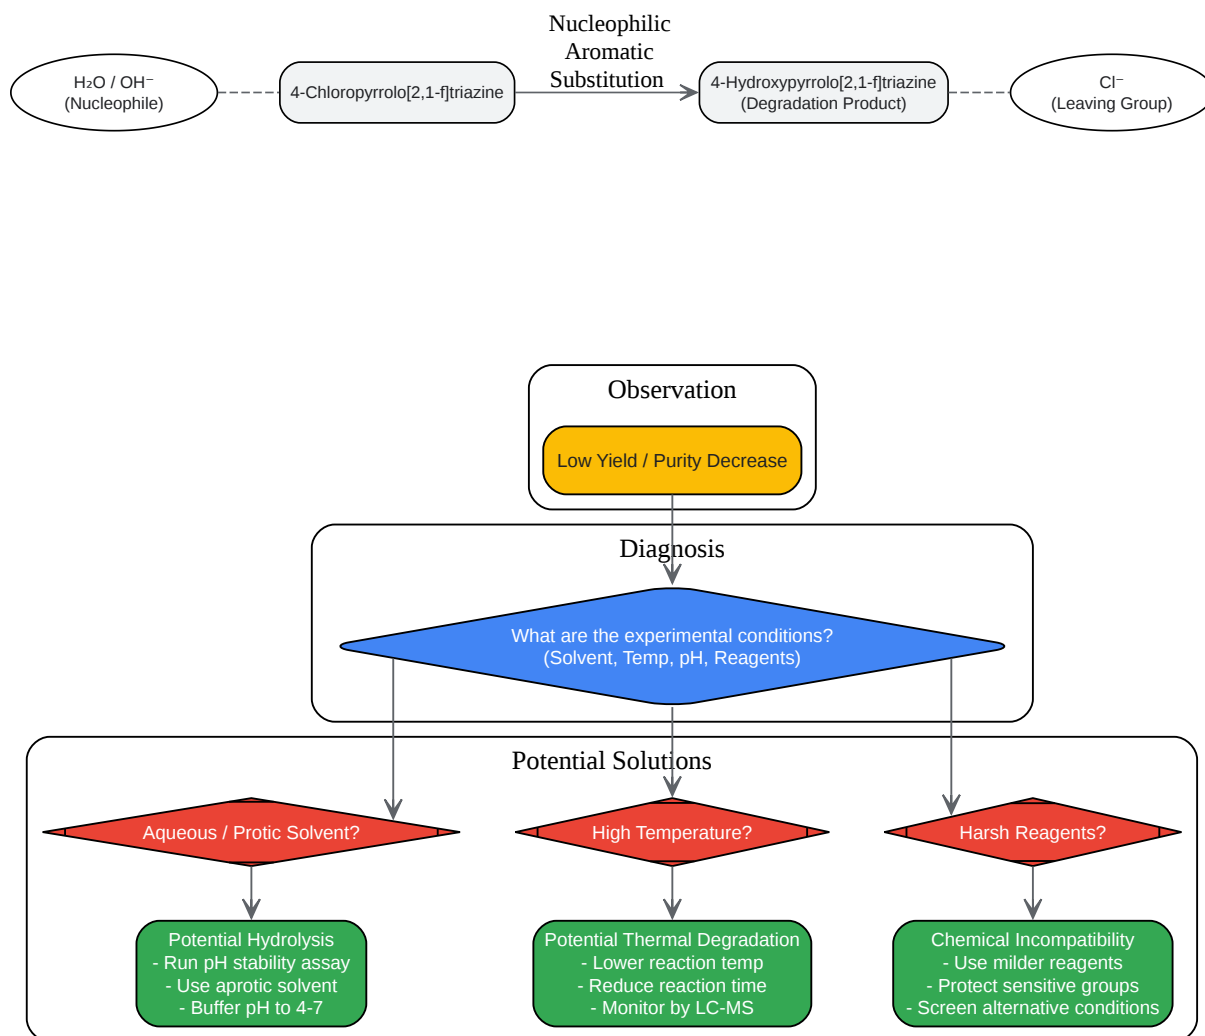 Nucleophilic
Aromatic
Substitution
H₂O / OH⁻
(Nucleophile)
4-Chloropyrrolo[2,1-f]triazine
4-Hydroxypyrrolo[2,1-f]triazine
(Degradation Product)
Cl⁻
(Leaving Group)
Observation
Low Yield / Purity Decrease
Diagnosis
What are the experimental conditions?
(Solvent, Temp, pH, Reagents)
Potential Solutions
Aqueous / Protic Solvent?
High Temperature?
Harsh Reagents?
Potential Hydrolysis
- Run pH stability assay
- Use aprotic solvent
- Buffer pH to 4-7
Potential Thermal Degradation
- Lower reaction temp
- Reduce reaction time
- Monitor by LC-MS
Chemical Incompatibility
- Use milder reagents
- Protect sensitive groups
- Screen alternative conditions